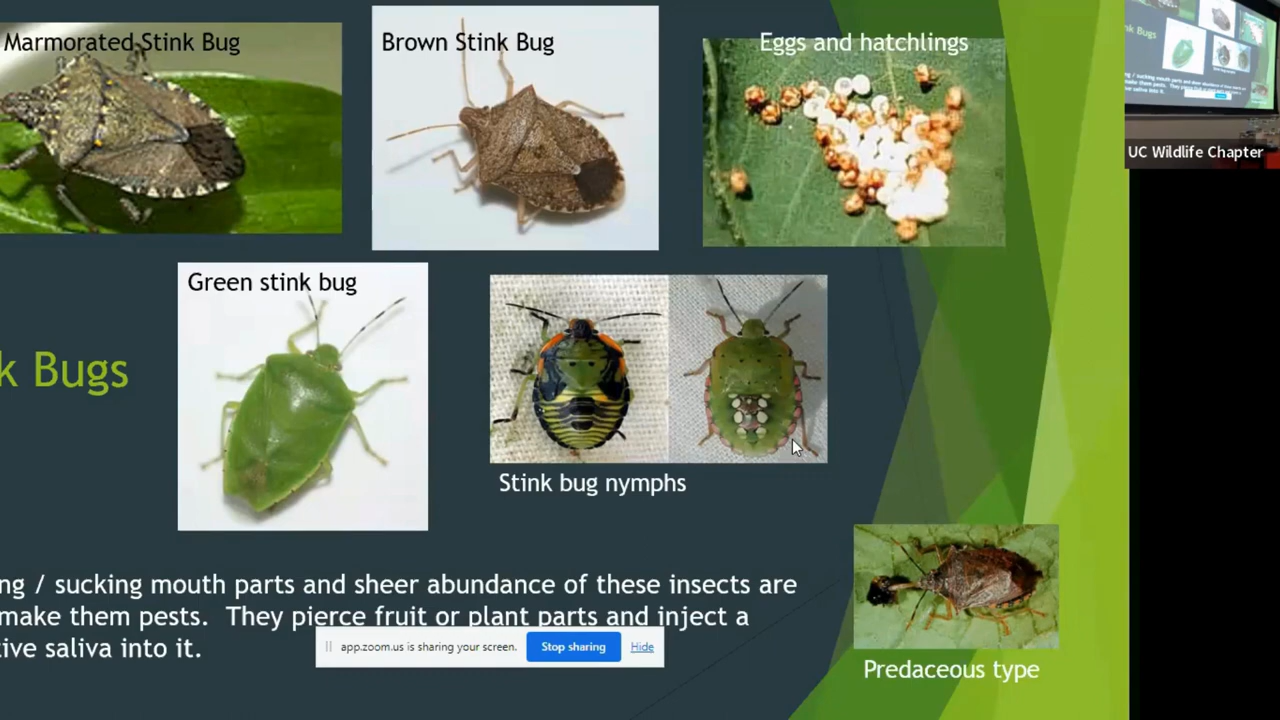 Marmorated Stink Bug
Brown Stink Bug
Eggs and hatchlings
UC Wildlife Chapter
Green stink bug
k Bugs
Stink bug nymphs
ng / sucking mouth parts and sheer abundance of these insects are
make them pests. They pierce fruit or plant parts and inject a
tive saliva into it.
app.zoom.us is sharing your screen.
Stop sharing
Hide
Predaceous type